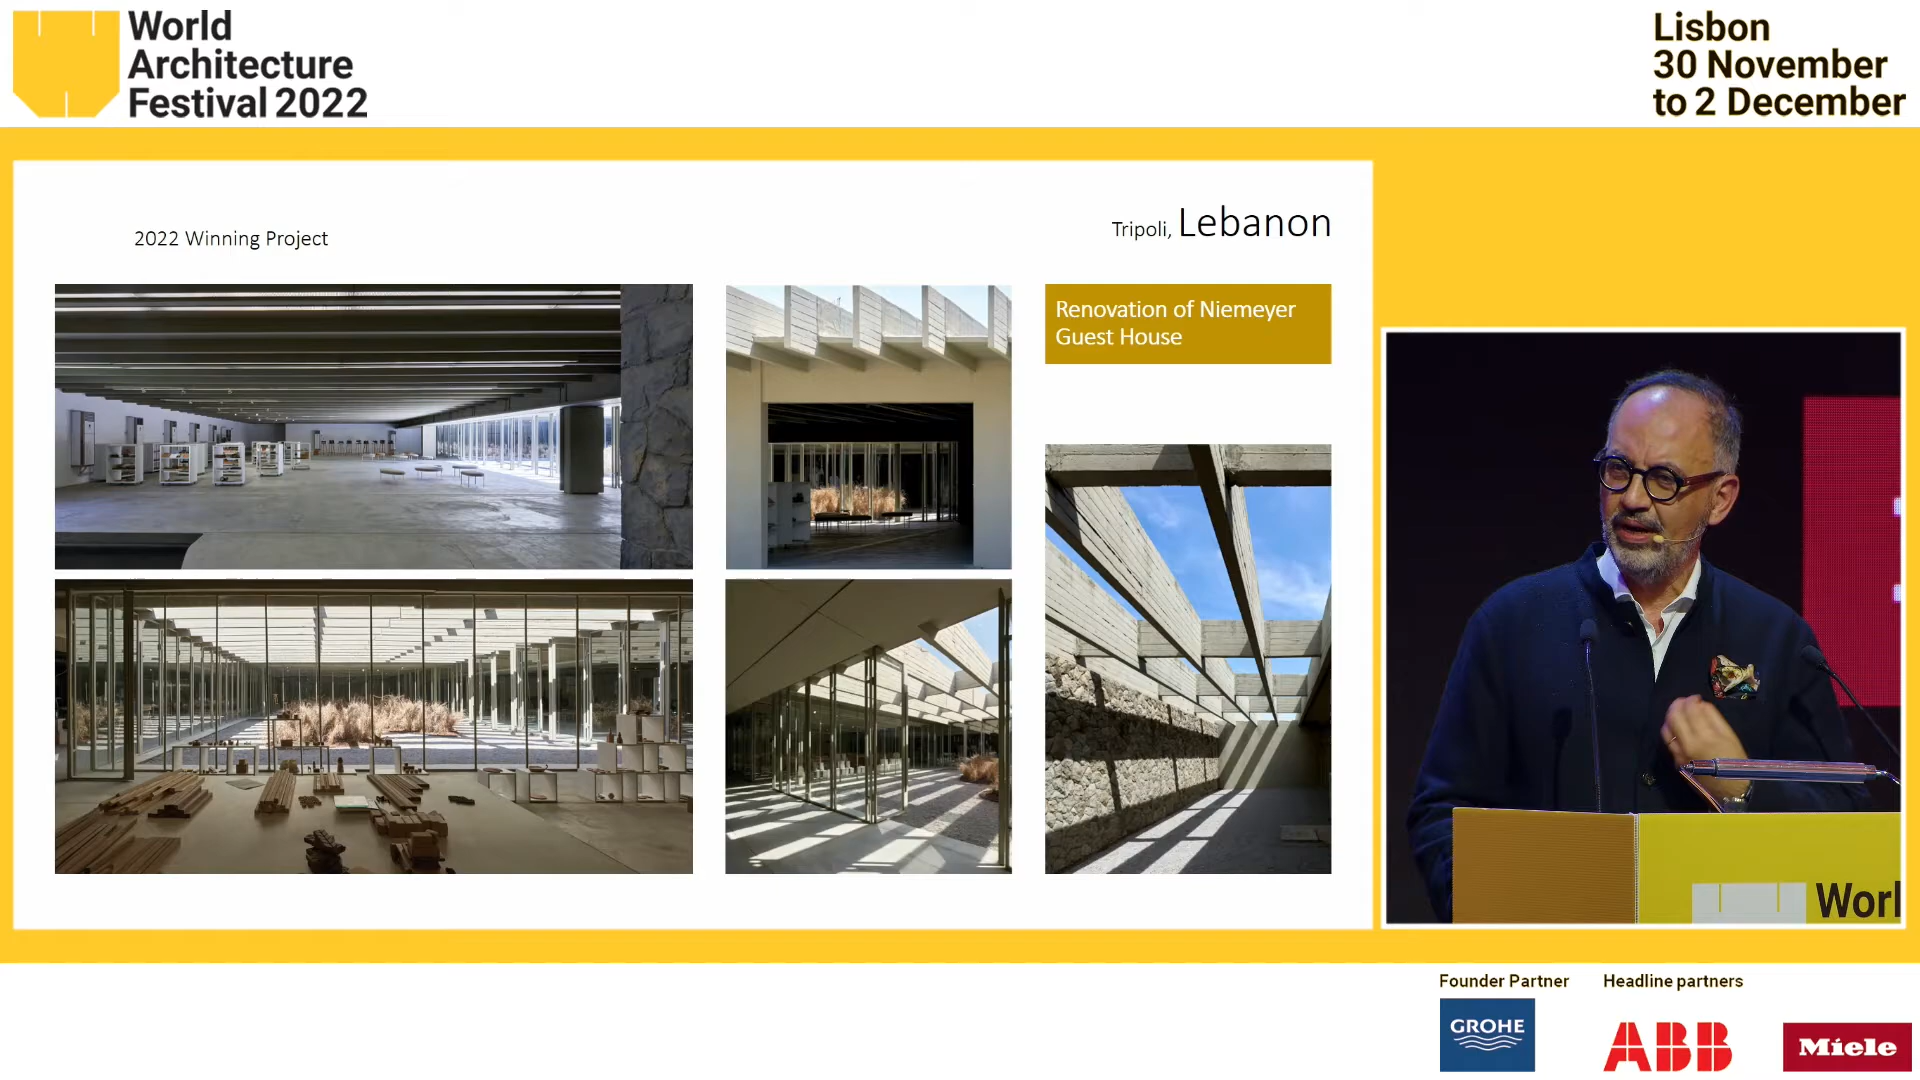 World
Architecture
Festival 2022
Lisbon
30 November
to 2 December
2022 Winning Project
Tripoli, Lebanon
Renovation of Niemeyer
Guest House
Worl
Founder Partner
Headline partners
GROHE
ABB
Miele